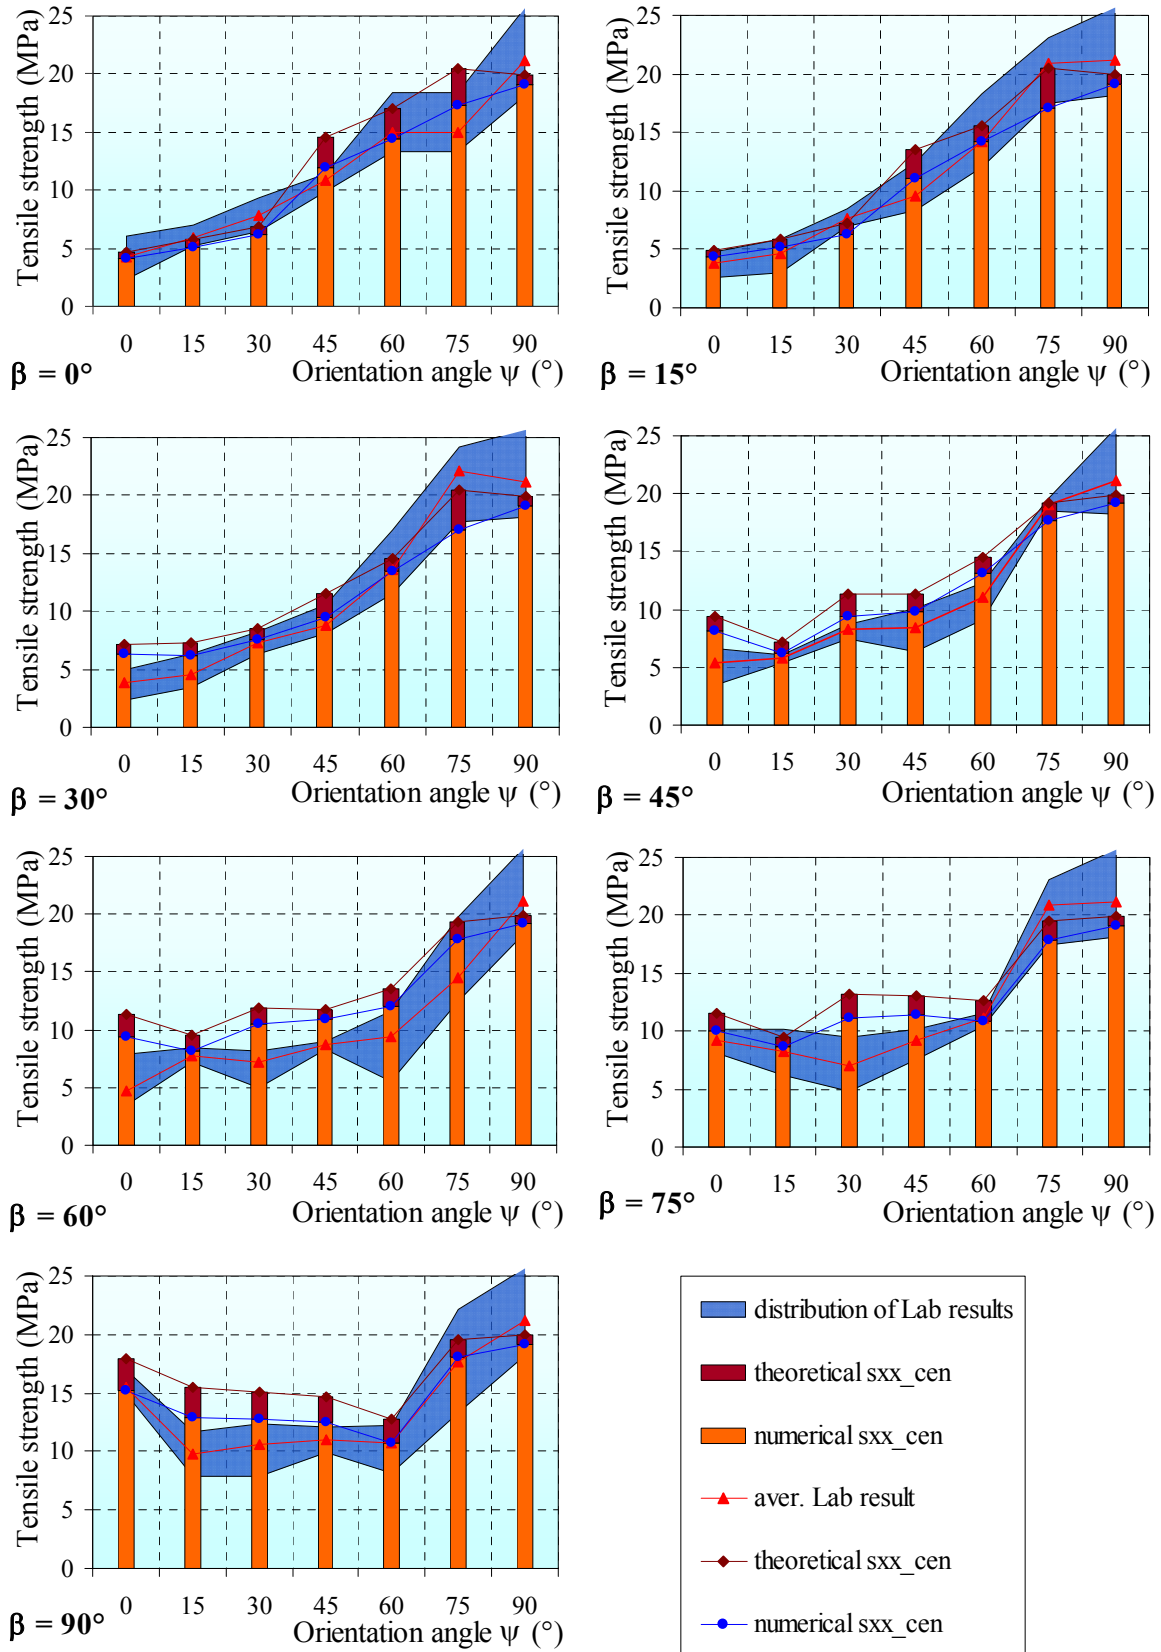 Tensile strength (MPa)
25
20
15
10
5
0
0 15 30 45 60 75 90
β = 0°
Orientation angle ψ (°)
Tensile strength (MPa)
25
20
15
10
5
0
0 15 30 45 60 75 90
β = 15°
Orientation angle ψ (°)
Tensile strength (MPa)
25
20
15
10
5
0
0 15 30 45 60 75 90
β = 30°
Orientation angle ψ (°)
Tensile strength (MPa)
25
20
15
10
5
0
0 15 30 45 60 75 90
β = 45°
Orientation angle ψ (°)
Tensile strength (MPa)
25
20
15
10
5
0
0 15 30 45 60 75 90
β = 60°
Orientation angle ψ (°)
Tensile strength (MPa)
25
20
15
10
5
0
0 15 30 45 60 75 90
β = 75°
Orientation angle ψ (°)
Tensile strength (MPa)
25
20
15
10
5
0
0 15 30 45 60 75 90
β = 90°
Orientation angle ψ (°)
distribution of Lab results
theoretical sxx_cen
numerical sxx_cen
aver. Lab result
theoretical sxx_cen
numerical sxx_cen